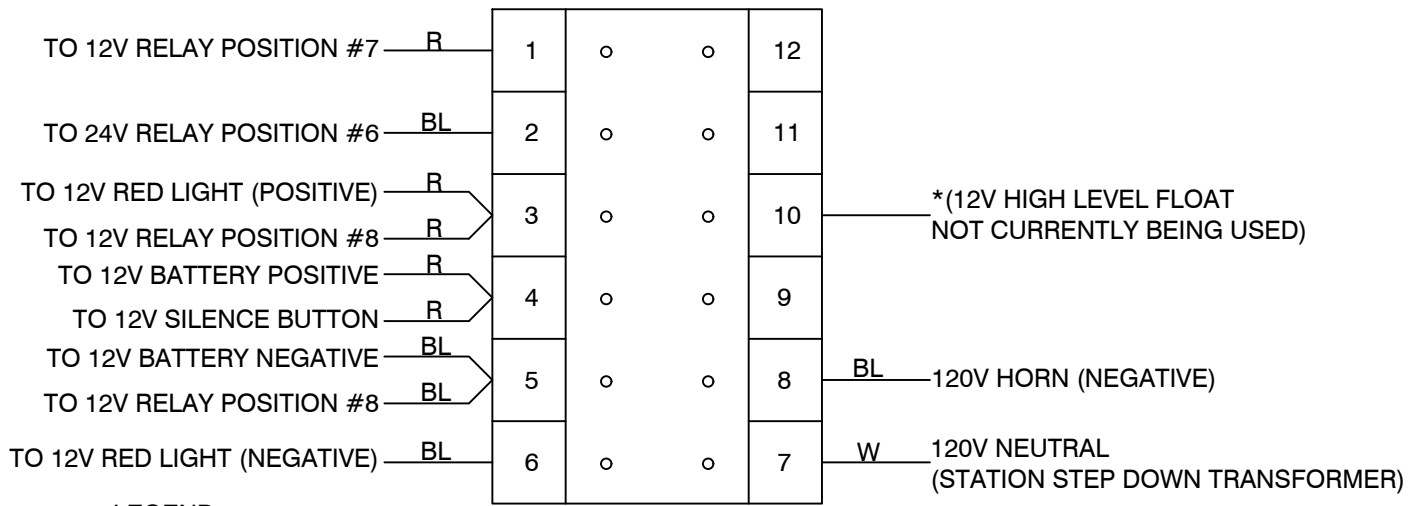 TO 12V RELAY POSITION #7 R 1 12
TO 24V RELAY POSITION #6 BL 2 11
TO 12V RED LIGHT (POSITIVE) R
3 10 *(12V HIGH LEVEL FLOAT
NOT CURRENTLY BEING USED)
TO 12V RELAY POSITION #8 R
TO 12V BATTERY POSITIVE R
4 9
TO 12V SILENCE BUTTON R
TO 12V BATTERY NEGATIVE BL
5 8 BL 120V HORN (NEGATIVE)
TO 12V RELAY POSITION #8 BL
TO 12V RED LIGHT (NEGATIVE) BL 6 7 W 120V NEUTRAL
(STATION STEP DOWN TRANSFORMER)
LEGEND